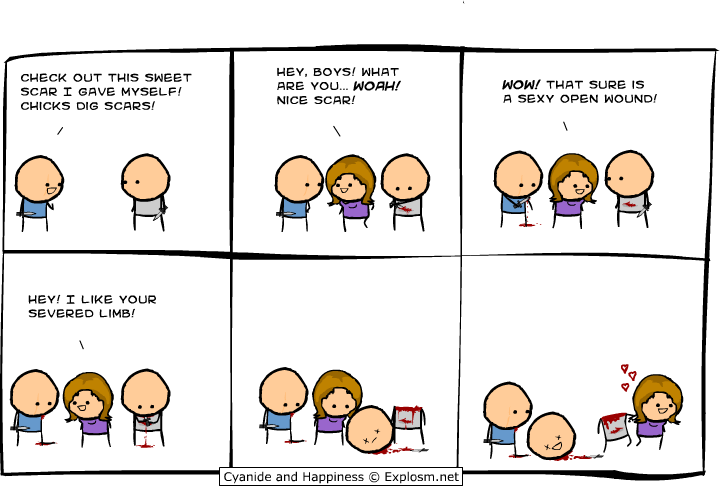 CHECK OUT THIS SWEET
SCAR I GAVE MYSELF!
CHICKS DIG SCARS!
HEY, BOYS! WHAT
ARE YOU... WOAH!
NICE SCAR!
WOW! THAT SURE IS
A SEXY OPEN WOUND!
HEY! I LIKE YOUR
SEVERED LIMB!
Cyanide and Happiness © Explosm.net